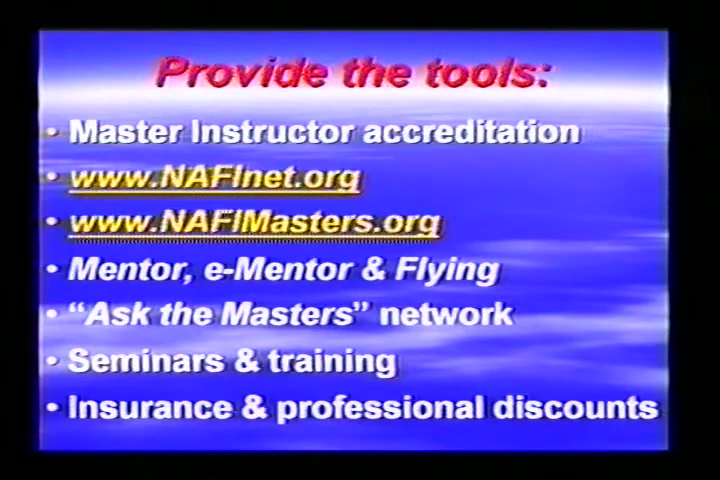 Provide the tools:
• Master Instructor accreditation
• www.NAFInet.org
• www.NAFIMasters.org
• Mentor, e-Mentor & Flying
• “Ask the Masters” network
• Seminars & training
• Insurance & professional discounts